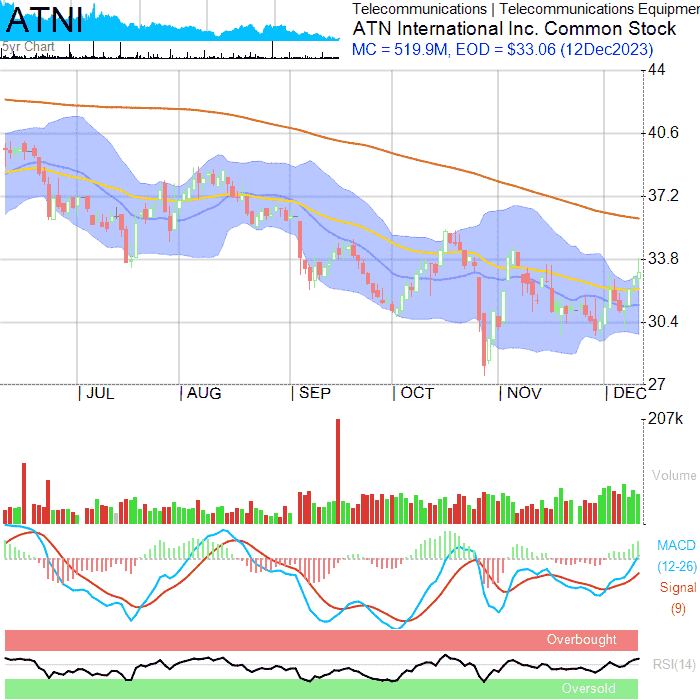 ATNI
5yr Chart
Telecommunications | Telecommunications Equipmen
ATN International Inc. Common Stock
MC = 519.9M, EOD = $33.06 (12Dec2023)
44
40.6
37.2
33.8
30.4
27
| JUL | AUG | SEP | OCT | NOV | DEC
207k
Volume
MACD
(12-26)
Signal
(9)
Overbought
RSI(14)
Oversold